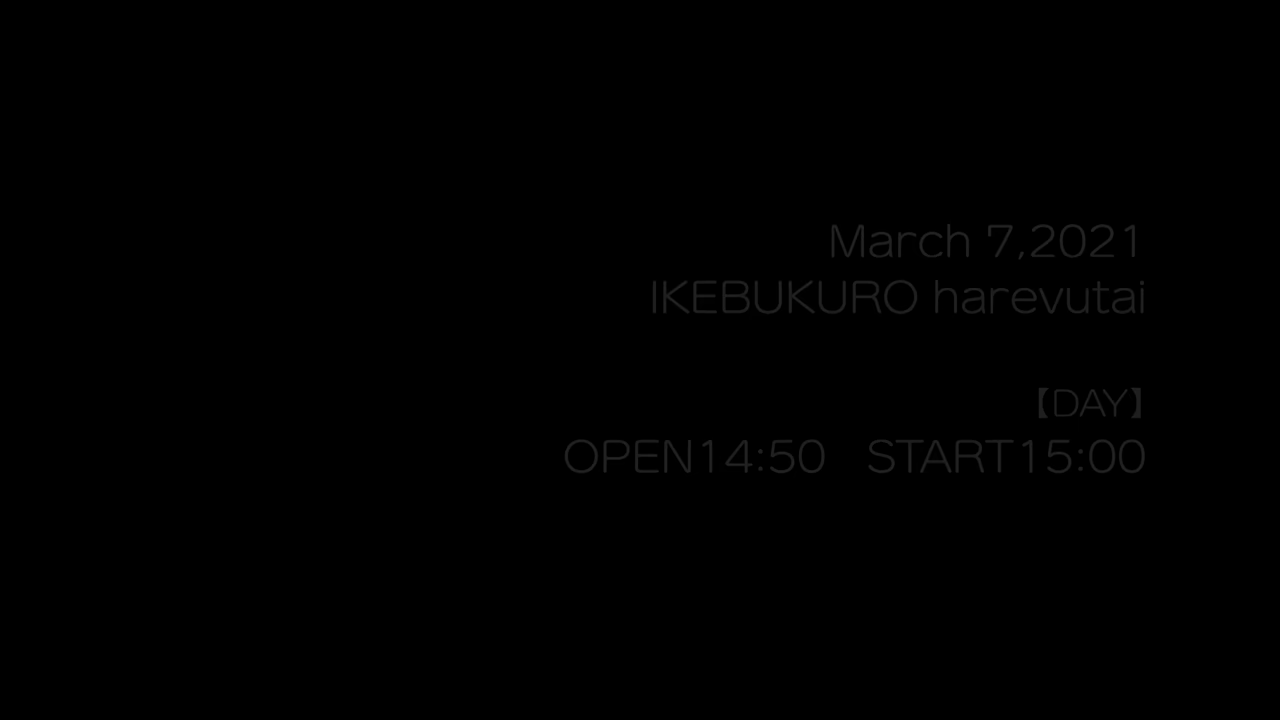 March 7,2021
IKEBUKURO harevutai
【DAY】
OPEN14:50　START15:00